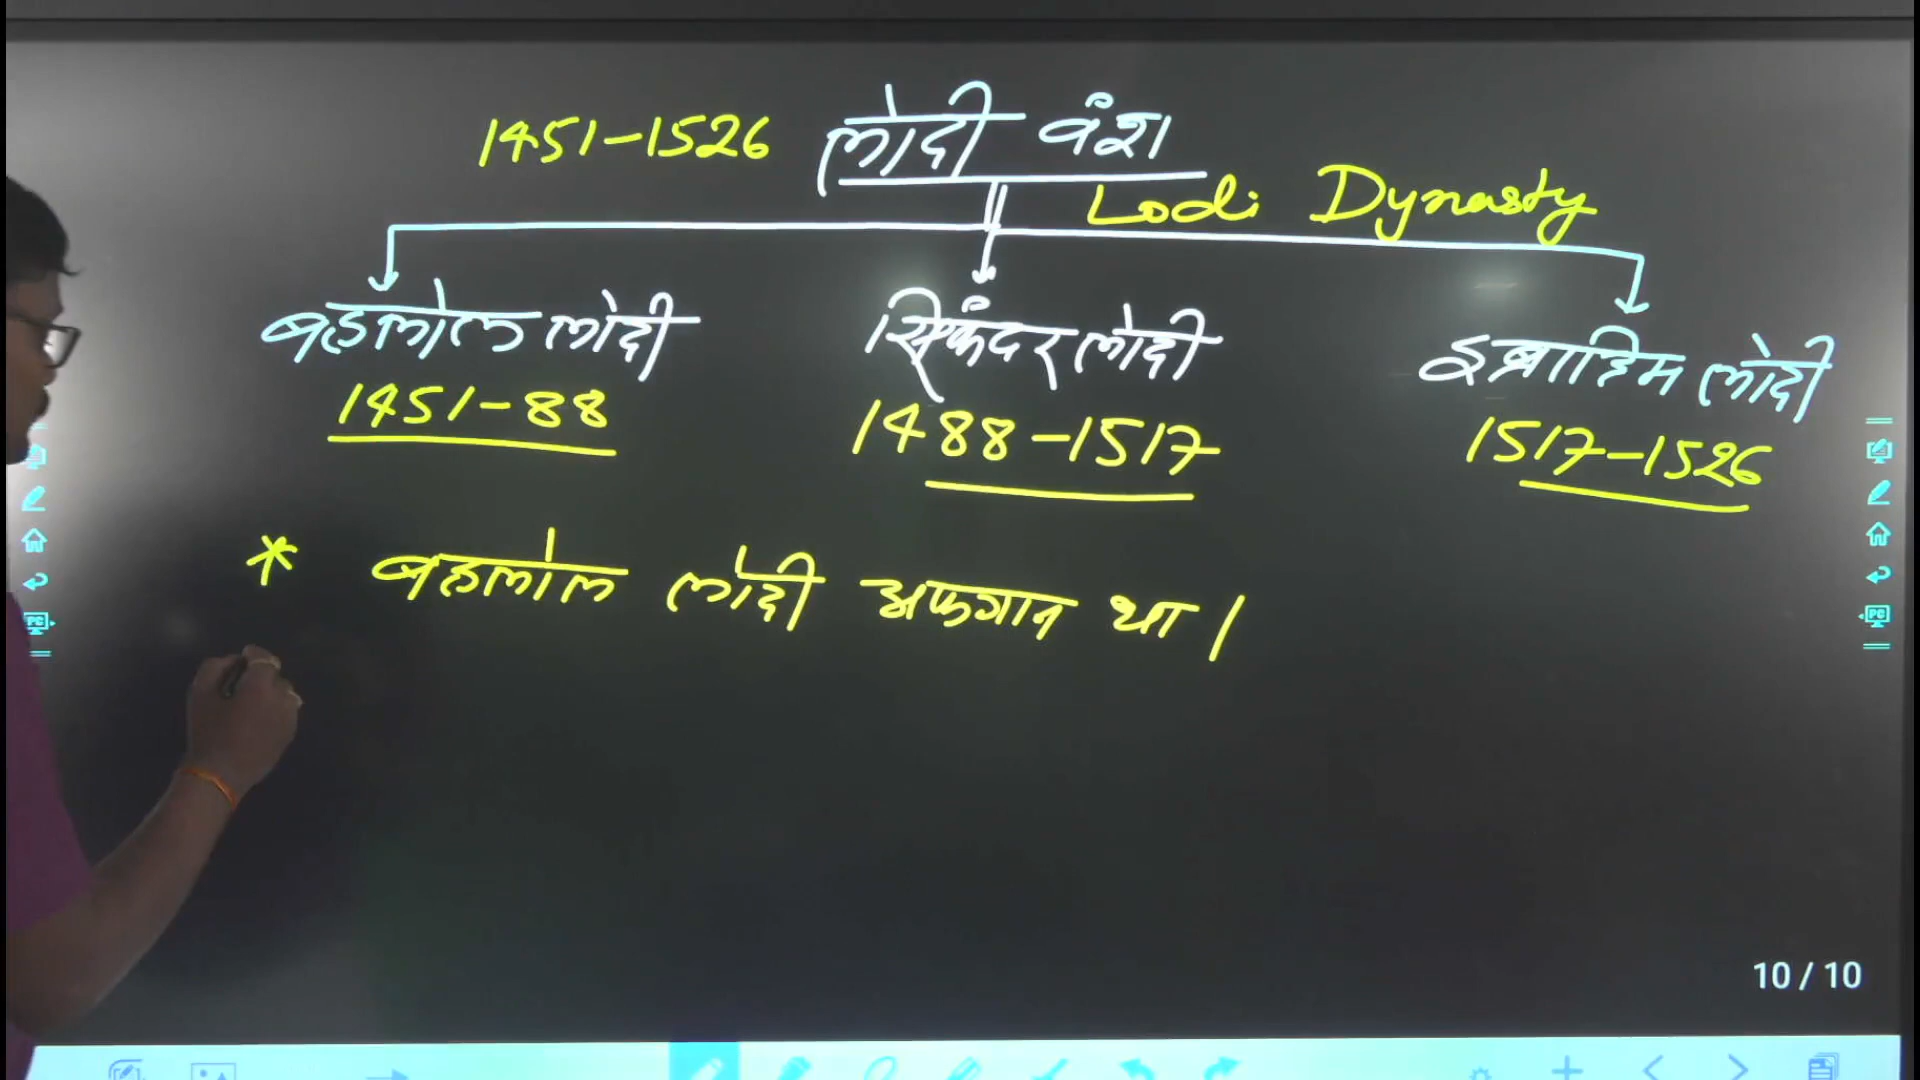 1451-1526 लोदी वंश
Lodi Dynasty
बहलोल लोदी सिकंदर लोदी इब्राहिम लोदी
1451-88 1488-1517 1517-1526
* बहलोल लोदी अफगान था।
10 / 10